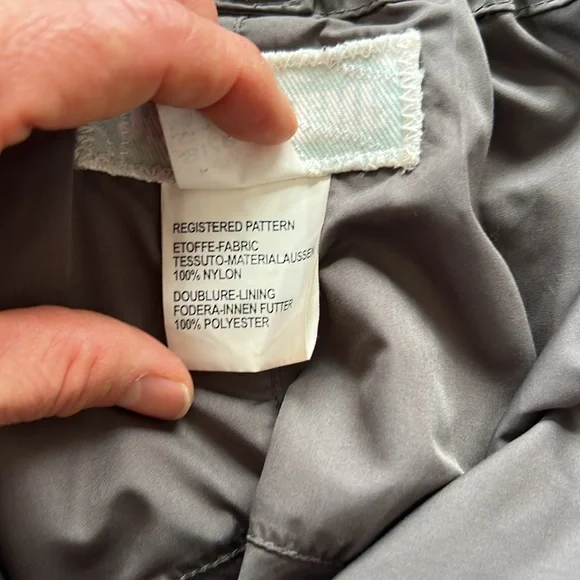 REGISTERED PATTERN
ETOFFE-FABRIC
TESSUTO-MATERIALAUSSEN
100% NYLON
DOUBLURE-LINING
FODERA-INNEN FUTTER
100% POLYESTER